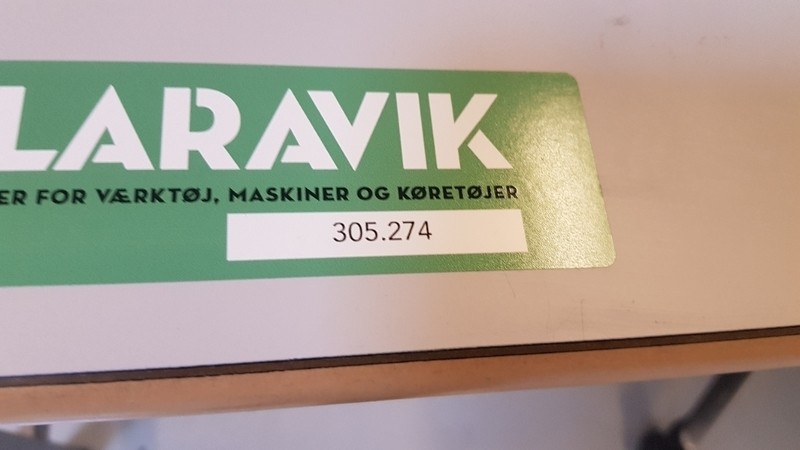 LARAVIK
ER FOR VÆRKTØJ, MASKINER OG KØRETØJER
305.274